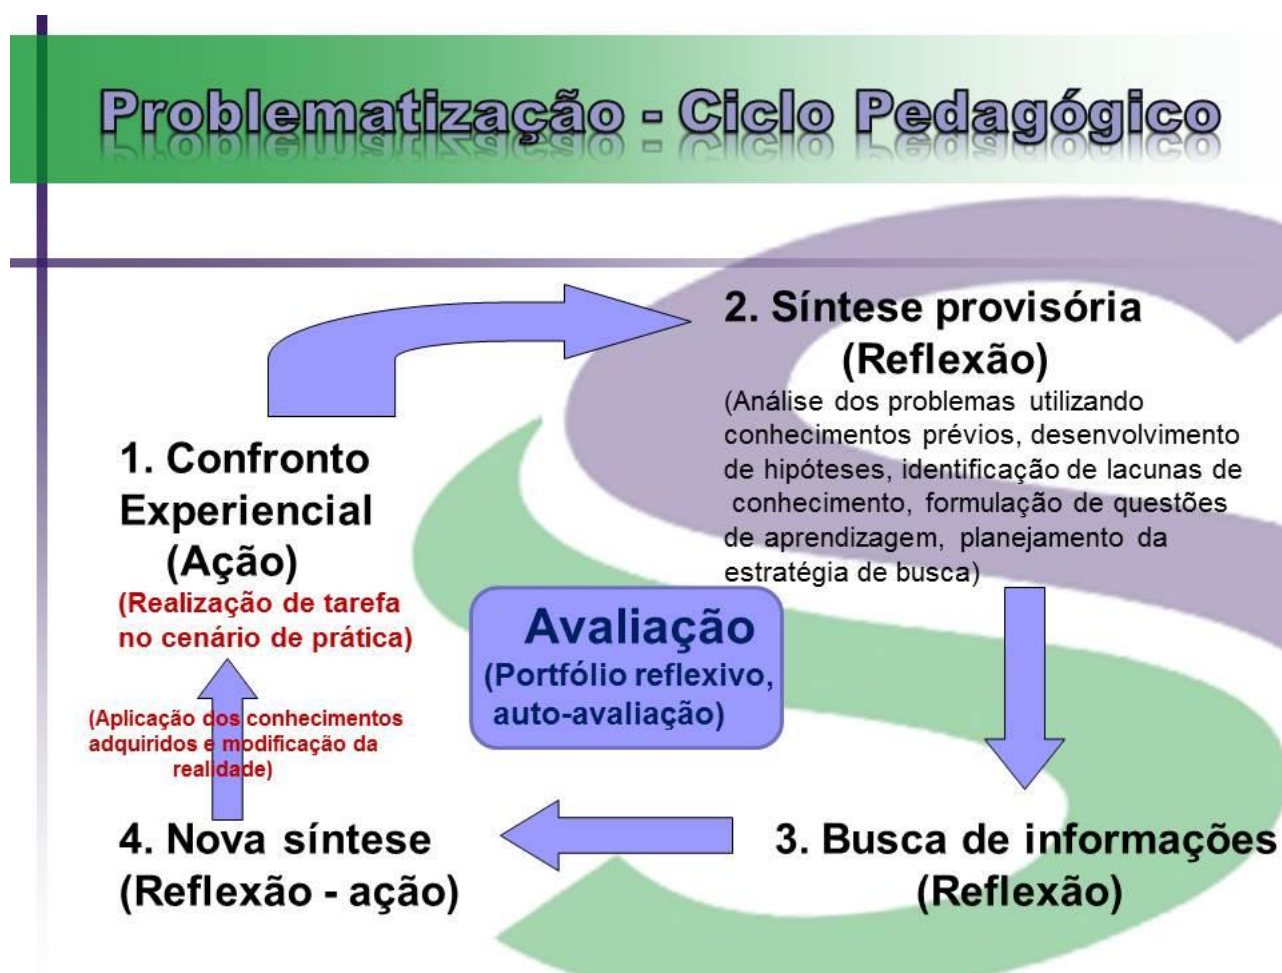 Problematização - Ciclo Pedagógico
1. Confronto
Experiencial
(Ação)
(Realização de tarefa
no cenário de prática)
2. Síntese provisória
(Reflexão)
(Análise dos problemas utilizando
conhecimentos prévios, desenvolvimento
de hipóteses, identificação de lacunas de
conhecimento, formulação de questões
de aprendizagem, planejamento da
estratégia de busca)
Avaliação
(Portfólio reflexivo,
auto-avaliação)
3. Busca de informações
(Reflexão)
4. Nova síntese
(Reflexão - ação)
(Aplicação dos conhecimentos
adquiridos e modificação da
realidade)